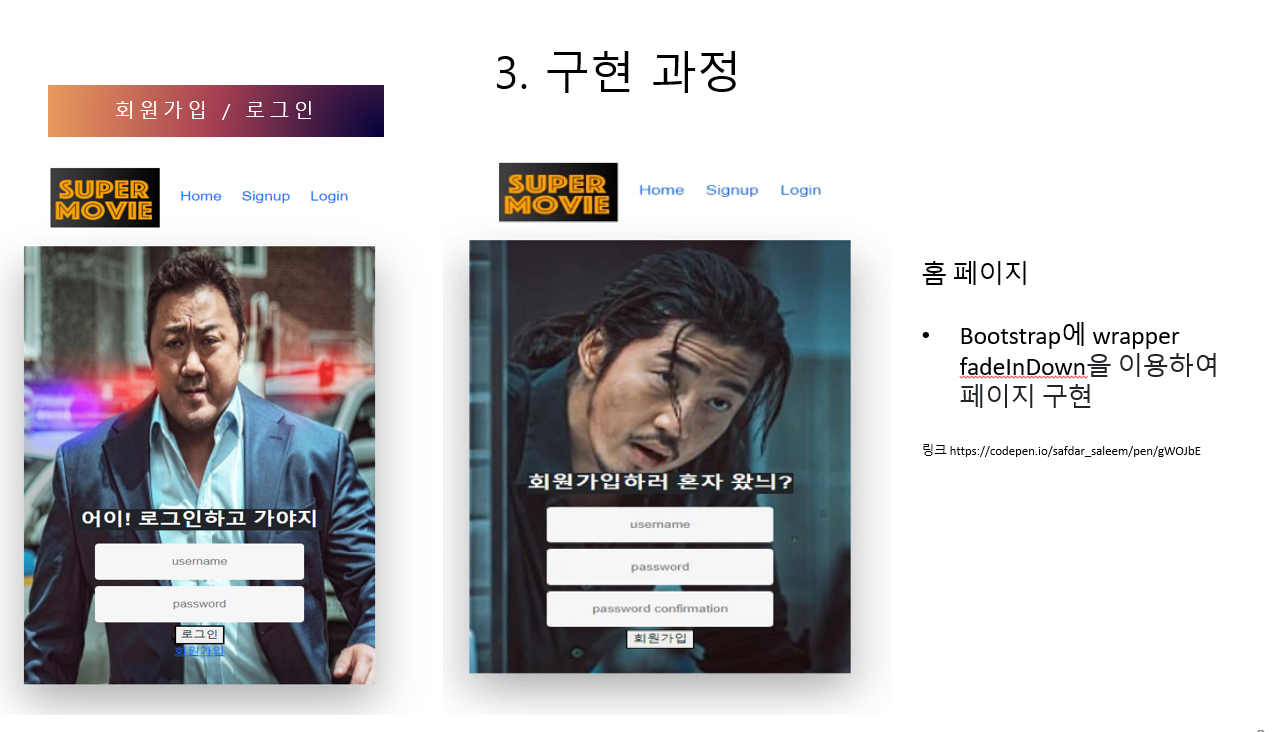 3. 구현 과정
회원가입 / 로그인
SUPER
MOVIE
Home Signup Login
어이! 로그인하고 가야지
username
password
로그인
회원가입
SUPER
MOVIE
Home Signup Login
회원가입하러 혼자 왔늬?
username
password
password confirmation
회원가입
홈 페이지
• Bootstrap에 wrapper
fadeInDown을 이용하여
페이지 구현
링크 https://codepen.io/safdar_saleem/pen/gWOJbE